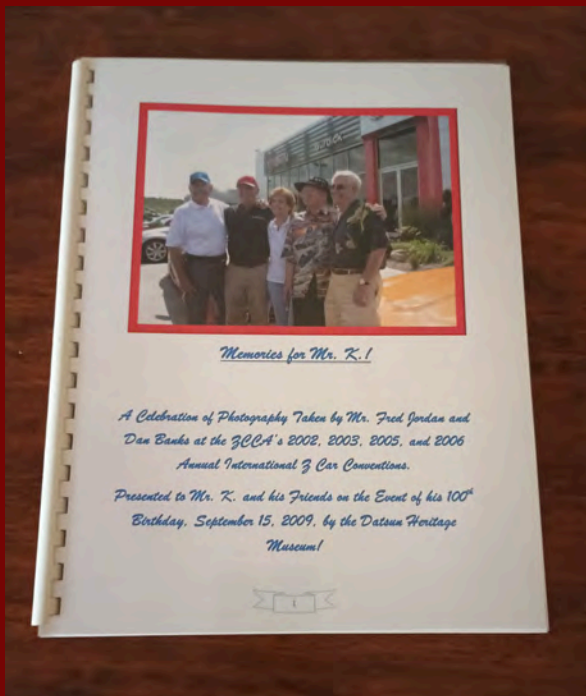 Memories for Mr. K.!
A Celebration of Photography Taken by Mr. Fred Jordan and
Dan Banks at the ZCCA's 2002, 2003, 2005, and 2006
Annual International Z Car Conventions.
Presented to Mr. K. and his Friends on the Event of his 100th
Birthday, September 15, 2009, by the Datsun Heritage
Museum!
1